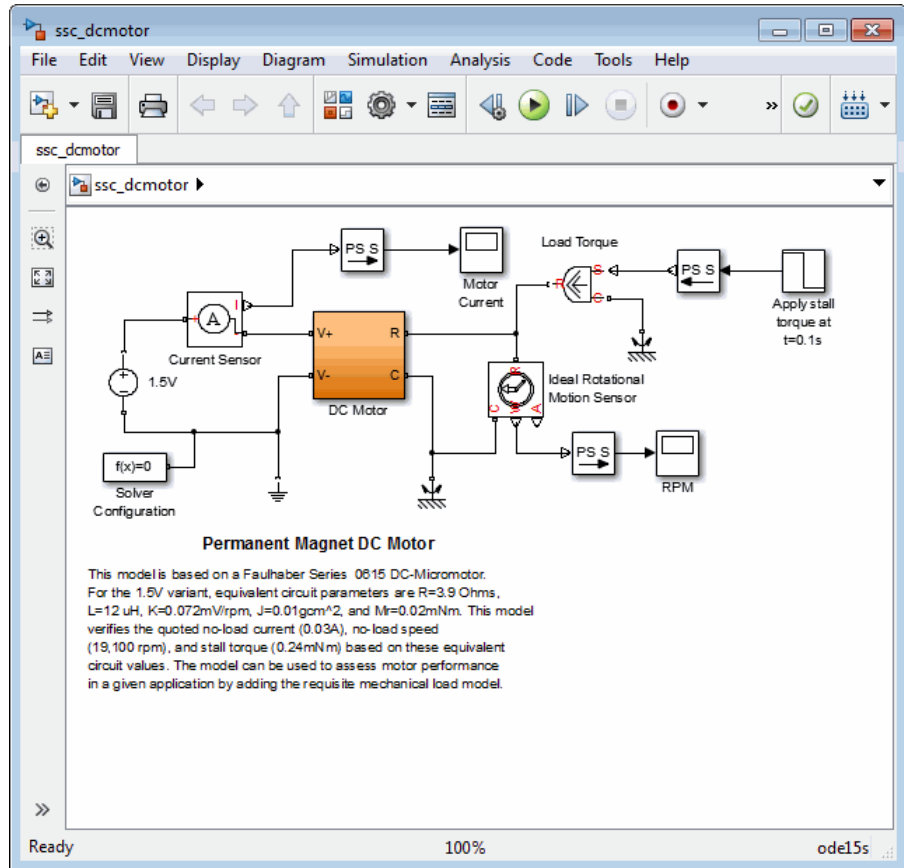 ssc_dcmotor
File Edit View Display Diagram Simulation Analysis Code Tools Help
»
ssc_dcmotor
ssc_dcmotor
PS S
Motor
Current
Load Torque
R
S
C
PS S
Apply stall
torque at
t=0.1s
A
I
+
-
Current Sensor
1.5V
V+
V-
R
C
DC Motor
R
C
W
A
Ideal Rotational
Motion Sensor
PS S
RPM
f(x)=0
Solver
Configuration
Permanent Magnet DC Motor
This model is based on a Faulhaber Series 0615 DC-Micromotor.
For the 1.5V variant, equivalent circuit parameters are R=3.9 Ohms,
L=12 uH, K=0.072mV/rpm, J=0.01gcm^2, and Mr=0.02mNm. This model
verifies the quoted no-load current (0.03A), no-load speed
(19,100 rpm), and stall torque (0.24mNm) based on these equivalent
circuit values. The model can be used to assess motor performance
in a given application by adding the requisite mechanical load model.
»
Ready 100% ode15s